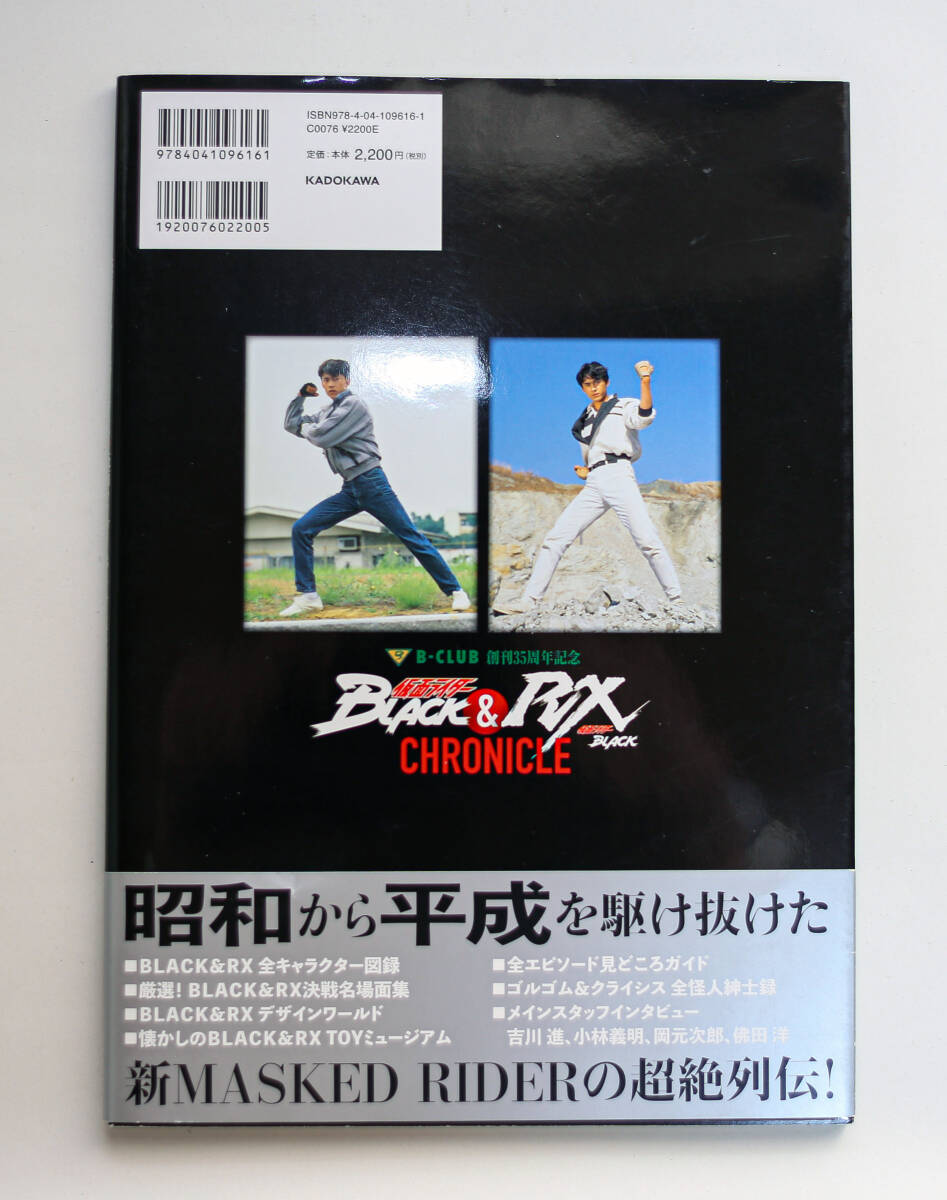 ISBN978-4-04-109616-1
C0076 ¥2200E
定価：本体 2,200円（税別）
KADOKAWA
9784041096161
1920076022005
B-CLUB 創刊35周年記念
仮面ライダー
BLACK & RX
仮面ライダー
BLACK
CHRONICLE
昭和から平成を駆け抜けた
■BLACK&RX 全キャラクター図録
■厳選! BLACK&RX決戦名場面集
■BLACK&RX デザインワールド
■懐かしのBLACK&RX TOYミュージアム
■全エピソード見どころガイド
■ゴルゴム&クライシス 全怪人紳士録
■メインスタッフインタビュー
吉川 進、小林義明、岡元次郎、佛田 洋
新MASKED RIDERの超絶列伝!